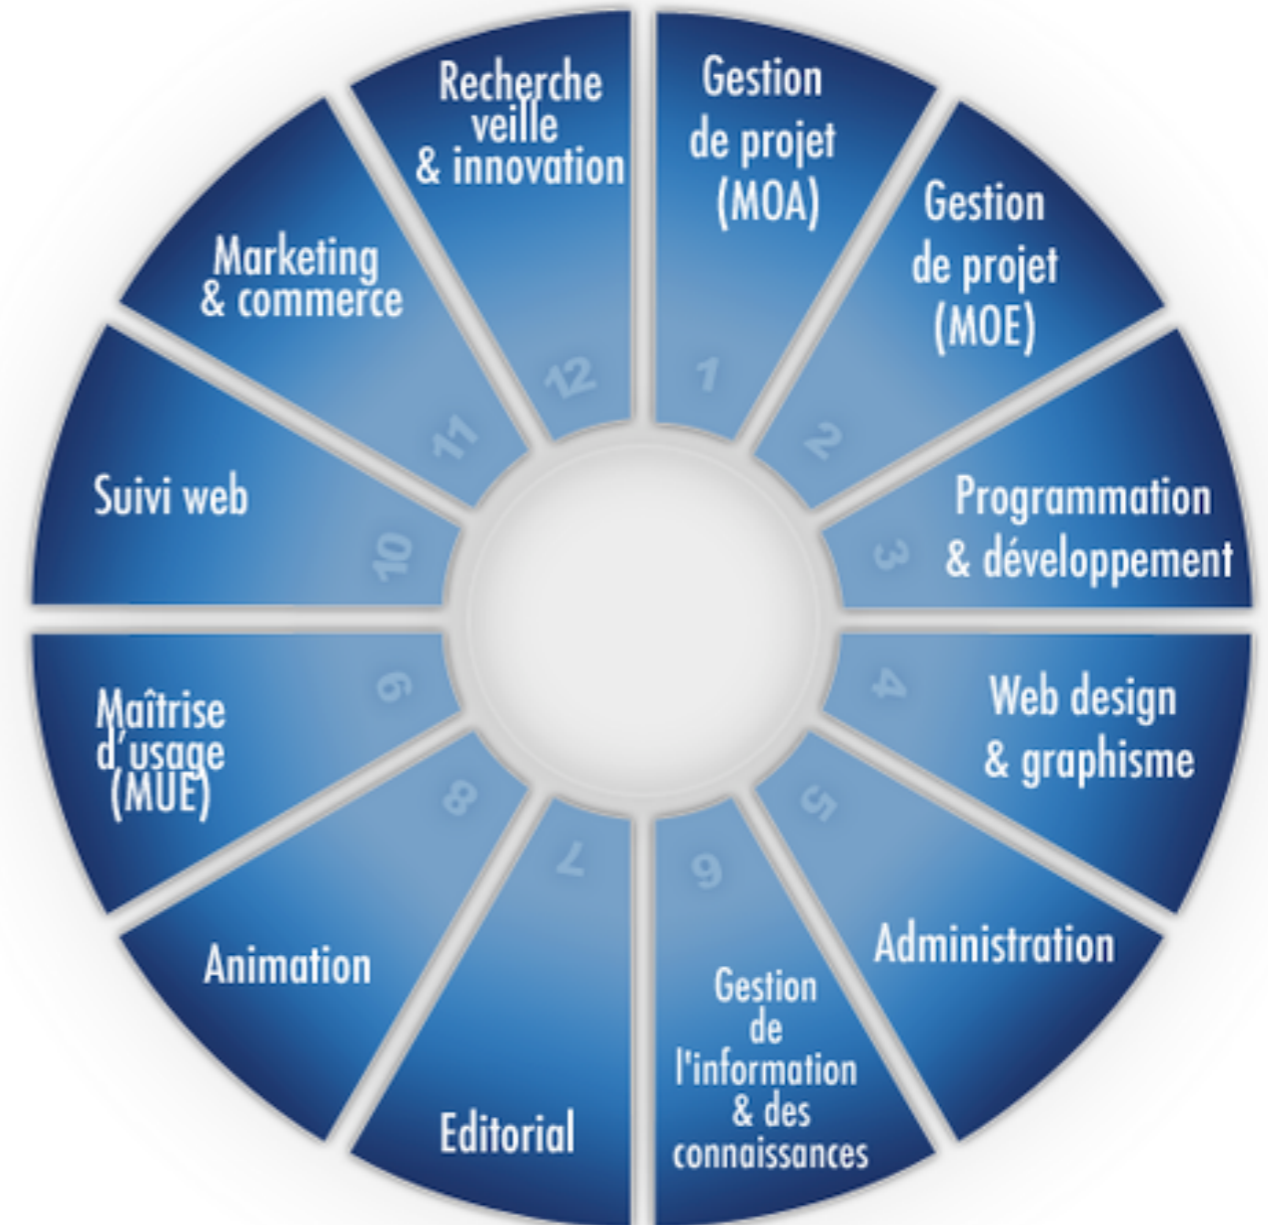 Gestion
de projet
(MOA)
1
Gestion
de projet
(MOE)
2
Programmation
& développement
3
Web design
& graphisme
4
Administration
5
Gestion
de
l'information
& des
connaissances
6
Editorial
7
Animation
8
Maîtrise
d'usage
(MUE)
9
Suivi web
10
Marketing
& commerce
11
Recherche
veille
& innovation
12